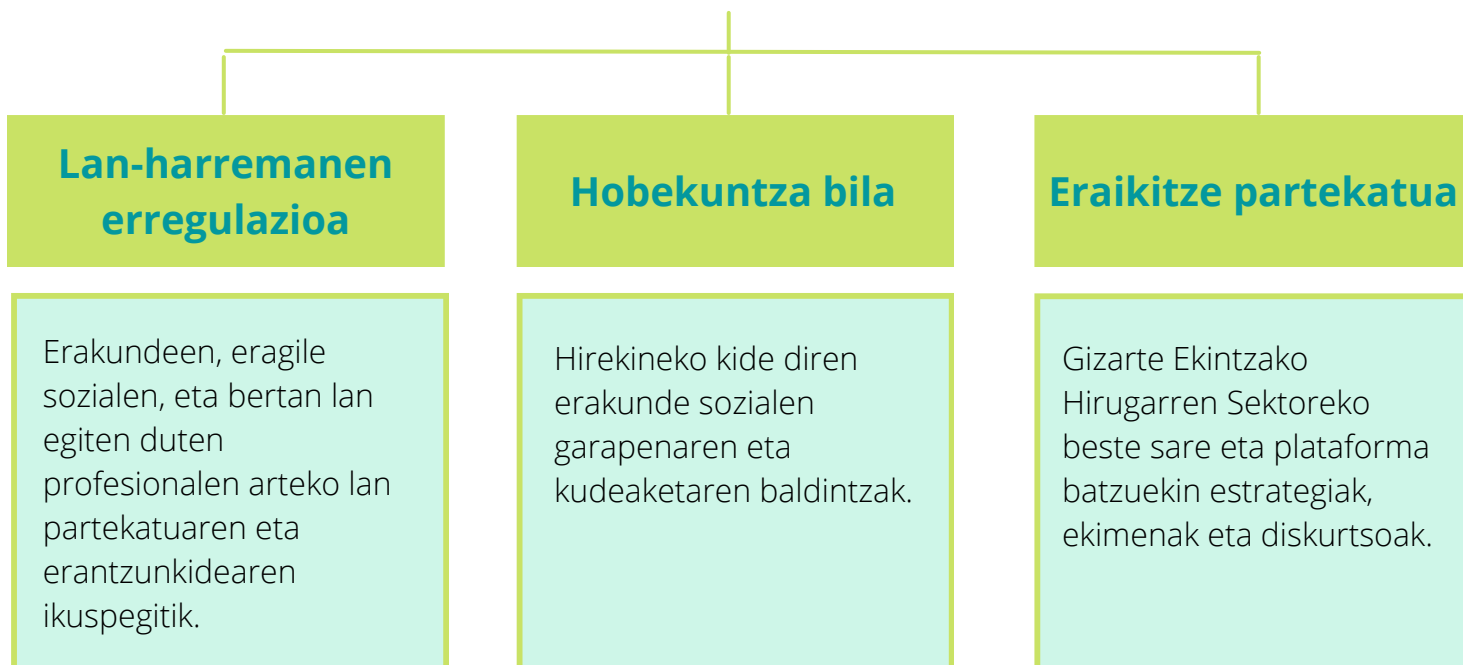 Lan-harremanen
erregulazioa
Erakundeen, eragile
sozialen, eta bertan lan
egiten duten
profesionalen arteko lan
partekatuaren eta
erantzunkidearen
ikuspegitik.
Hobekuntza bila
Hirekineko kide diren
erakunde sozialen
garapenaren eta
kudeaketaren baldintzak.
Eraikitze partekatua
Gizarte Ekintzako
Hirugarren Sektoreko
beste sare eta plataforma
batzuekin estrategiak,
ekimenak eta diskurtsoak.